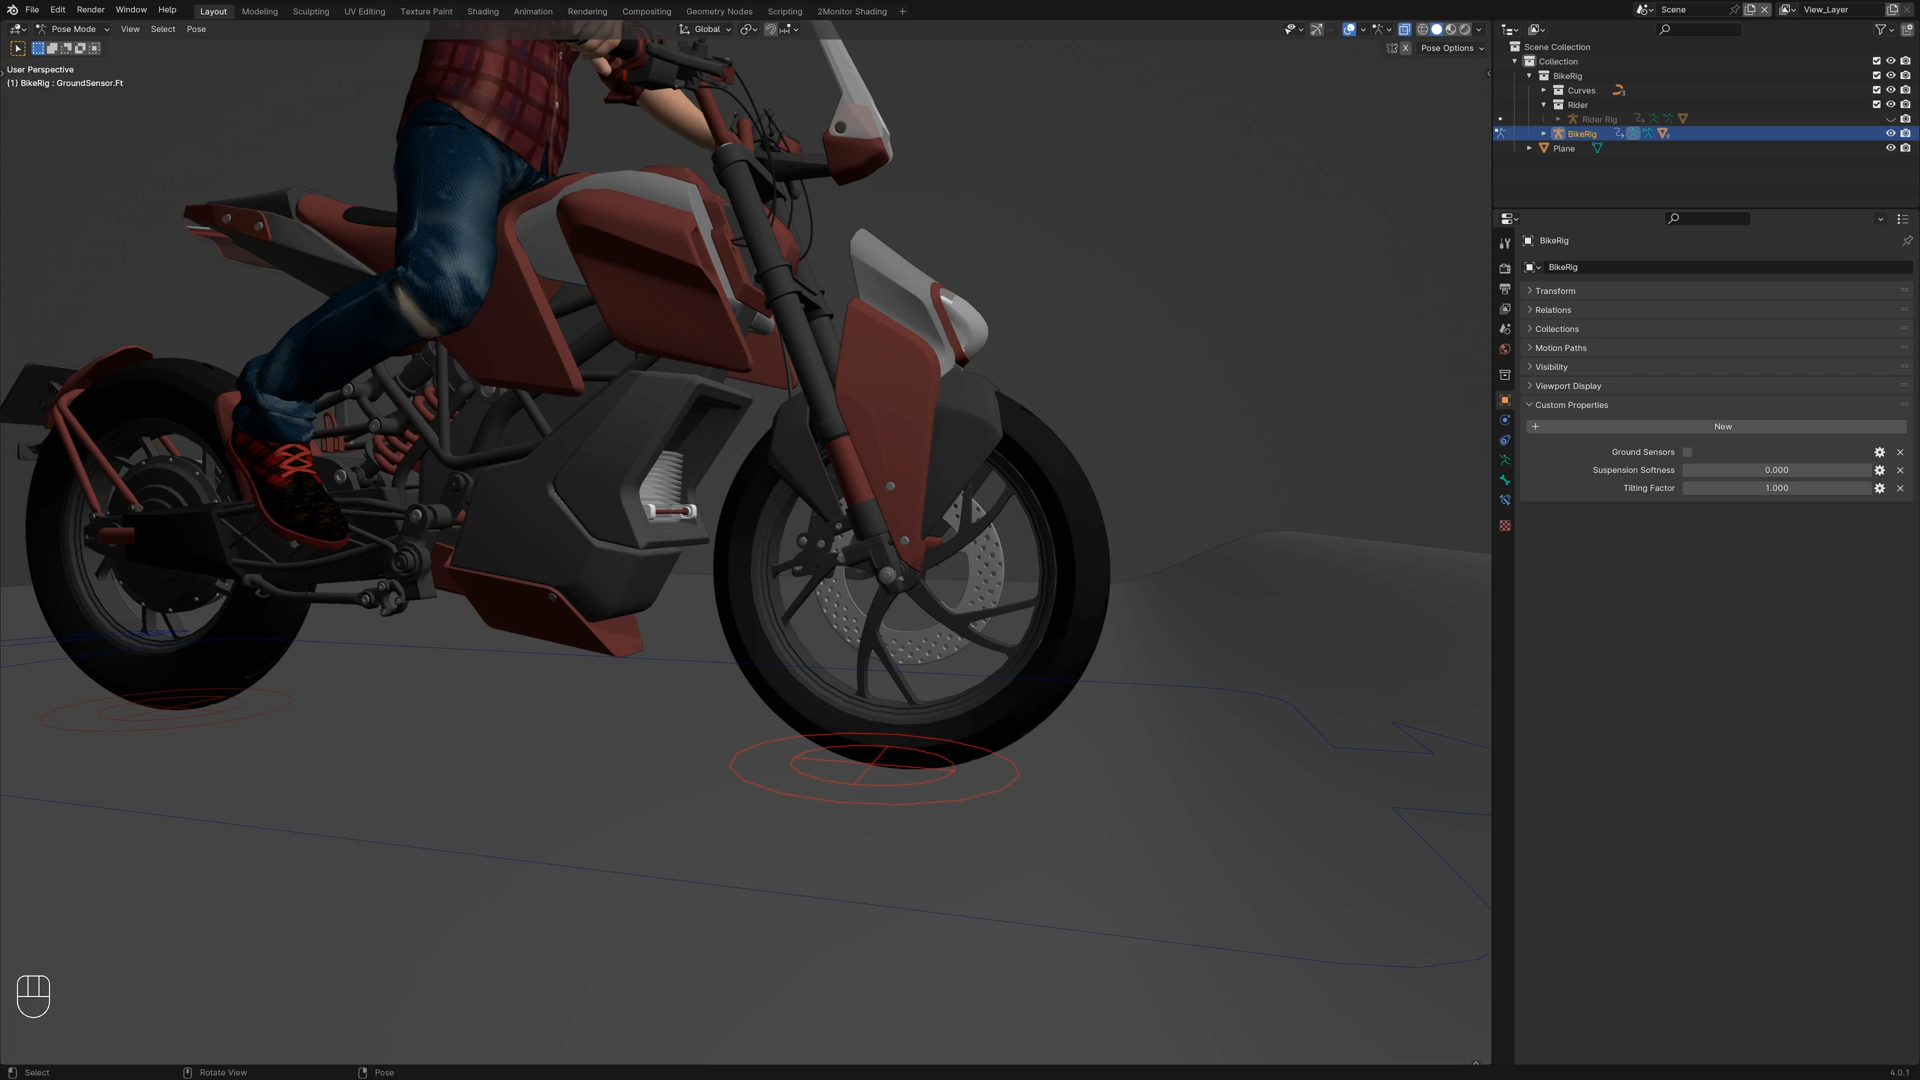 File Edit Render Window Help Layout Modeling Sculpting UV Editing Texture Paint Shading Animation Rendering Compositing Geometry Nodes Scripting 2Monitor Shading + Scene View_Layer
Pose Mode View Select Pose Global
X Pose Options
User Perspective
(1) BikeRig : GroundSensor.Ft
Scene Collection
Collection
BikeRig
Curves 3
Rider
Rider Rig
BikeRig
Plane
BikeRig
BikeRig
Transform
Relations
Collections
Motion Paths
Visibility
Viewport Display
Custom Properties
+ New
Ground Sensors
Suspension Softness 0.000
Tilting Factor 1.000
Select Rotate View Pose 4.0.1